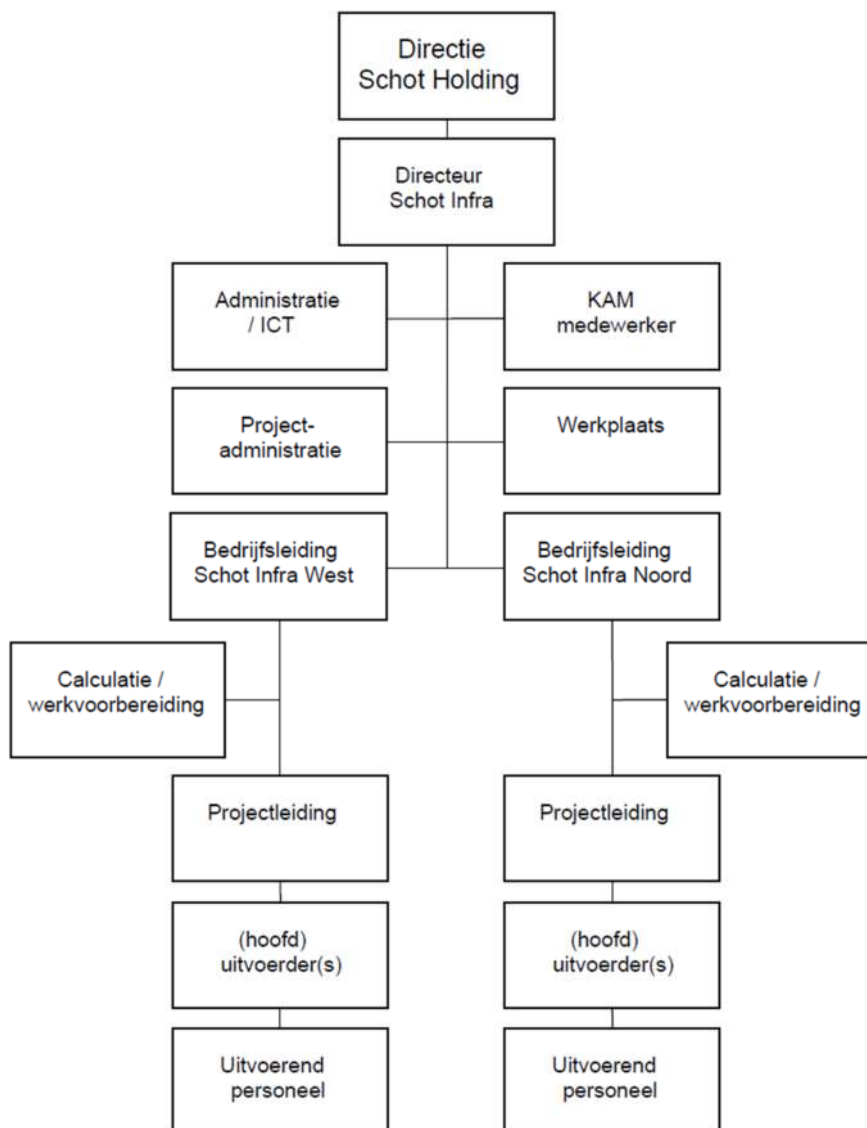 Directie
Schot Holding
Directeur
Schot Infra
Administratie
/ ICT
KAM
medewerker
Project-
administratie
Werkplaats
Bedrijfsleiding
Schot Infra West
Bedrijfsleiding
Schot Infra Noord
Calculatie /
werkvoorbereiding
Calculatie /
werkvoorbereiding
Projectleiding
Projectleiding
(hoofd)
uitvoerder(s)
(hoofd)
uitvoerder(s)
Uitvoerend
personeel
Uitvoerend
personeel